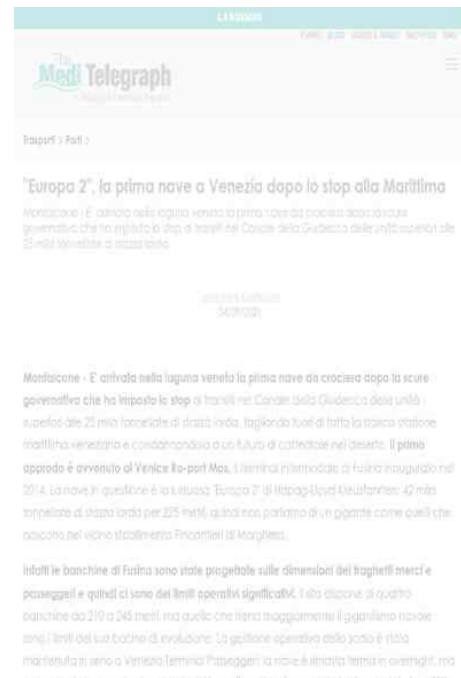 LA RASSEGNA
The
Medi Telegraph
Trasporti > Porti >
"Europa 2", la prima nave a Venezia dopo lo stop alla Marittima
Monfalcone - E' arrivata nella laguna veneta la prima nave da crociera dopo la scure
governativa che ha imposto lo stop ai transiti nel Canale della Giudecca delle unità superiori alle
25 mila tonnellate di stazza lorda
Monfalcone - E' arrivata nella laguna veneta la prima nave da crociera dopo la scure
governativa che ha imposto lo stop ai transiti nel Canale della Giudecca delle unità
superiori alle 25 mila tonnellate di stazza lorda, tagliando fuori di fatto la storica stazione
marittima veneziana e condannandola a un futuro di cattedrale nel deserto. Il primo
approdo è avvenuto al Venice Ro-port Mos, il terminal intermodale di Fusina inaugurato nel
2014. La nave in questione è la lussuosa "Europa 2" di Hapag-Lloyd Kreuzfahrten: 42 mila
tonnellate di stazza lorda per 225 metri, quindi non parliamo di un gigante come quelli che
nascono nel vicino stabilimento Fincantieri di Marghera.
Infatti le banchine di Fusina sono state progettate sulle dimensioni dei traghetti merci e
passeggeri e quindi ci sono dei limiti operativi significativi. Il sito dispone di quattro
banchine da 210 a 245 metri, ma quello che frena maggiormente il gigantismo navale
sono i limiti del suo bacino di evoluzione. La gestione operativa dello scalo è stata
mantenuta in seno a Venezia Terminal Passeggeri: la nave è rimasta ferma in overnight, ma